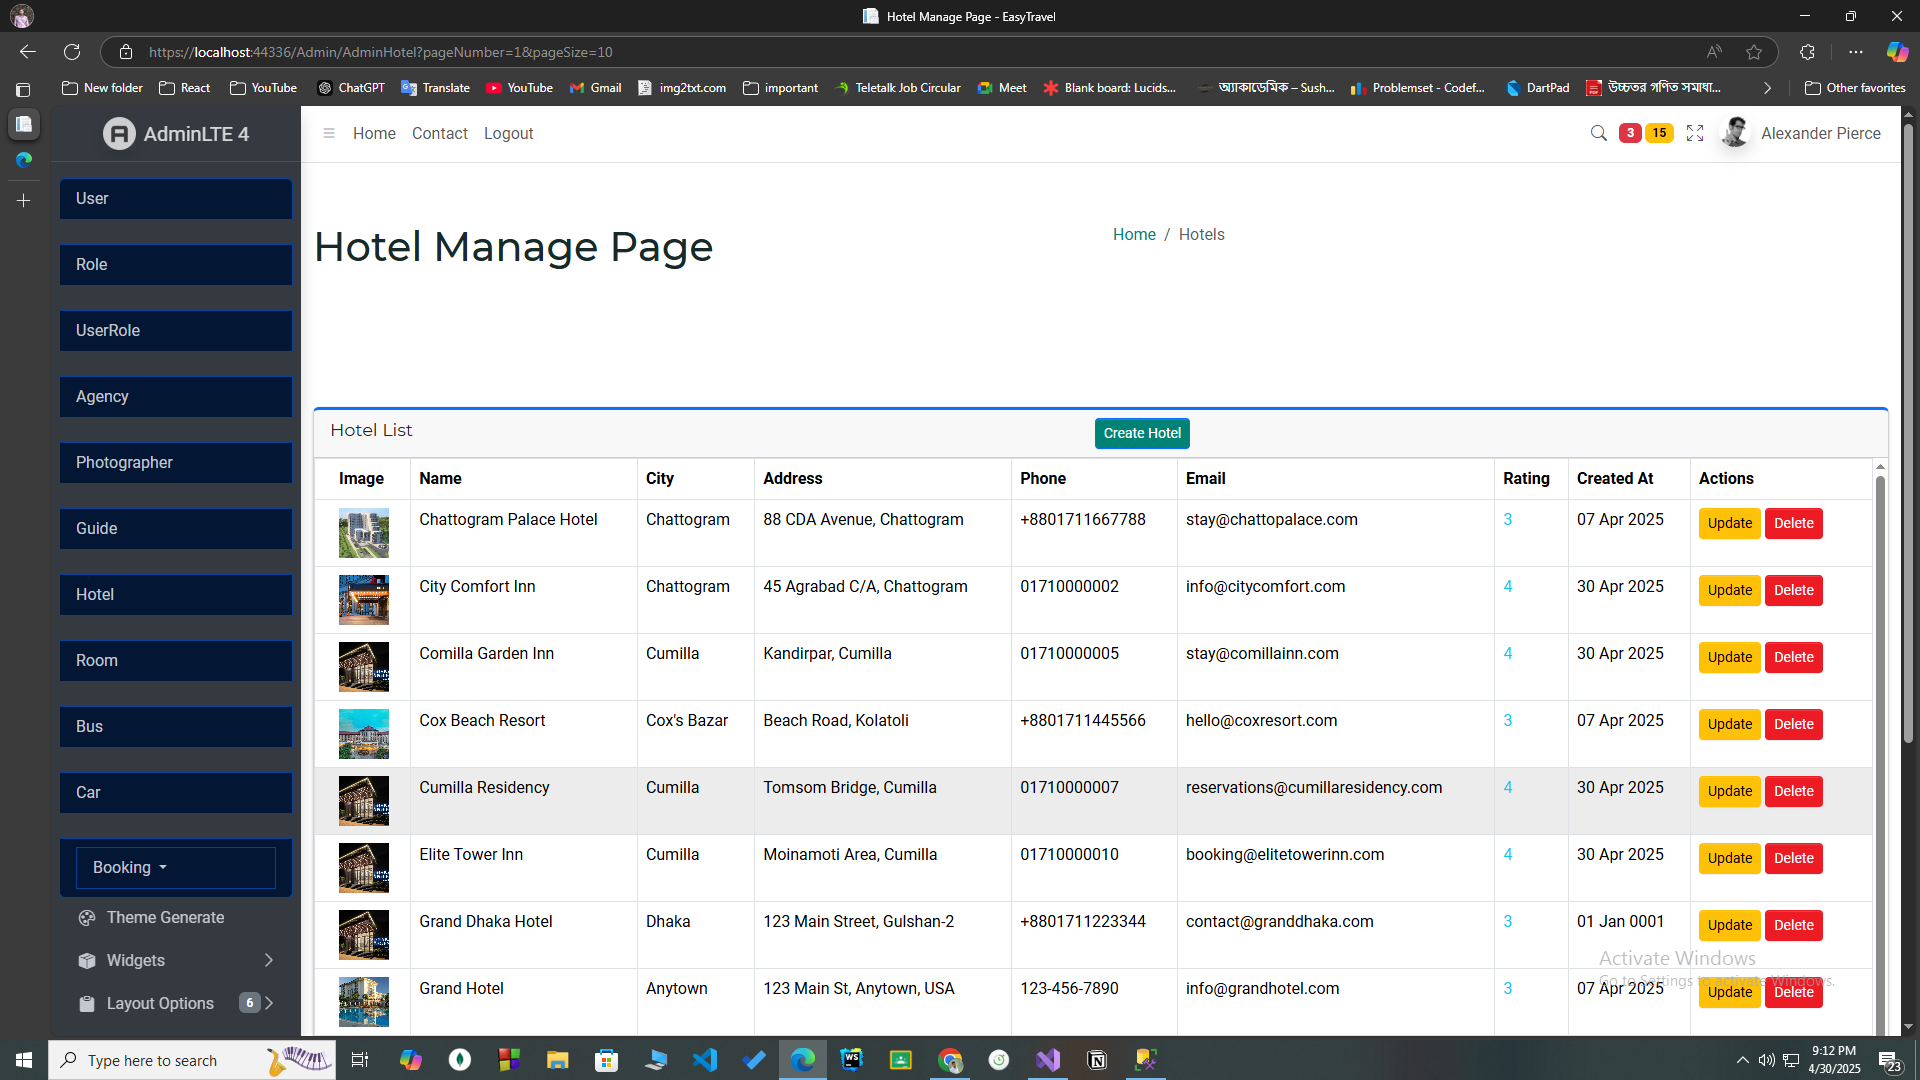 Hotel Manage Page - EasyTravel
https://localhost:44336/Admin/AdminHotel?pageNumber=1&pageSize=10
New folder React YouTube ChatGPT Translate YouTube Gmail img2txt.com important Teletalk Job Circular Meet Blank board: Lucids... অ্যাকাডেমিক – Sush... Problemset - Codef... DartPad উচ্চতর গণিত সমাধা... Other favorites
AdminLTE 4
Home Contact Logout
3 15 Alexander Pierce
User
Role
UserRole
Agency
Photographer
Guide
Hotel
Room
Bus
Car
Booking
Theme Generate
Widgets
Layout Options 6
Hotel Manage Page
Home / Hotels
Hotel List
Create Hotel
Image Name City Address Phone Email Rating Created At Actions
Chattogram Palace Hotel Chattogram 88 CDA Avenue, Chattogram +8801711667788 stay@chattopalace.com 3 07 Apr 2025 Update Delete
City Comfort Inn Chattogram 45 Agrabad C/A, Chattogram 01710000002 info@citycomfort.com 4 30 Apr 2025 Update Delete
Comilla Garden Inn Cumilla Kandirpar, Cumilla 01710000005 stay@comillainn.com 4 30 Apr 2025 Update Delete
Cox Beach Resort Cox's Bazar Beach Road, Kolatoli +8801711445566 hello@coxresort.com 3 07 Apr 2025 Update Delete
Cumilla Residency Cumilla Tomsom Bridge, Cumilla 01710000007 reservations@cumillaresidency.com 4 30 Apr 2025 Update Delete
Elite Tower Inn Cumilla Moinamoti Area, Cumilla 01710000010 booking@elitetowerinn.com 4 30 Apr 2025 Update Delete
Grand Dhaka Hotel Dhaka 123 Main Street, Gulshan-2 +8801711223344 contact@granddhaka.com 3 01 Jan 0001 Update Delete
Grand Hotel Anytown 123 Main St, Anytown, USA 123-456-7890 info@grandhotel.com 3 07 Apr 2025 Update Delete
Activate Windows
Go to Settings to activate Windows.
Type here to search
9:12 PM
4/30/2025
23